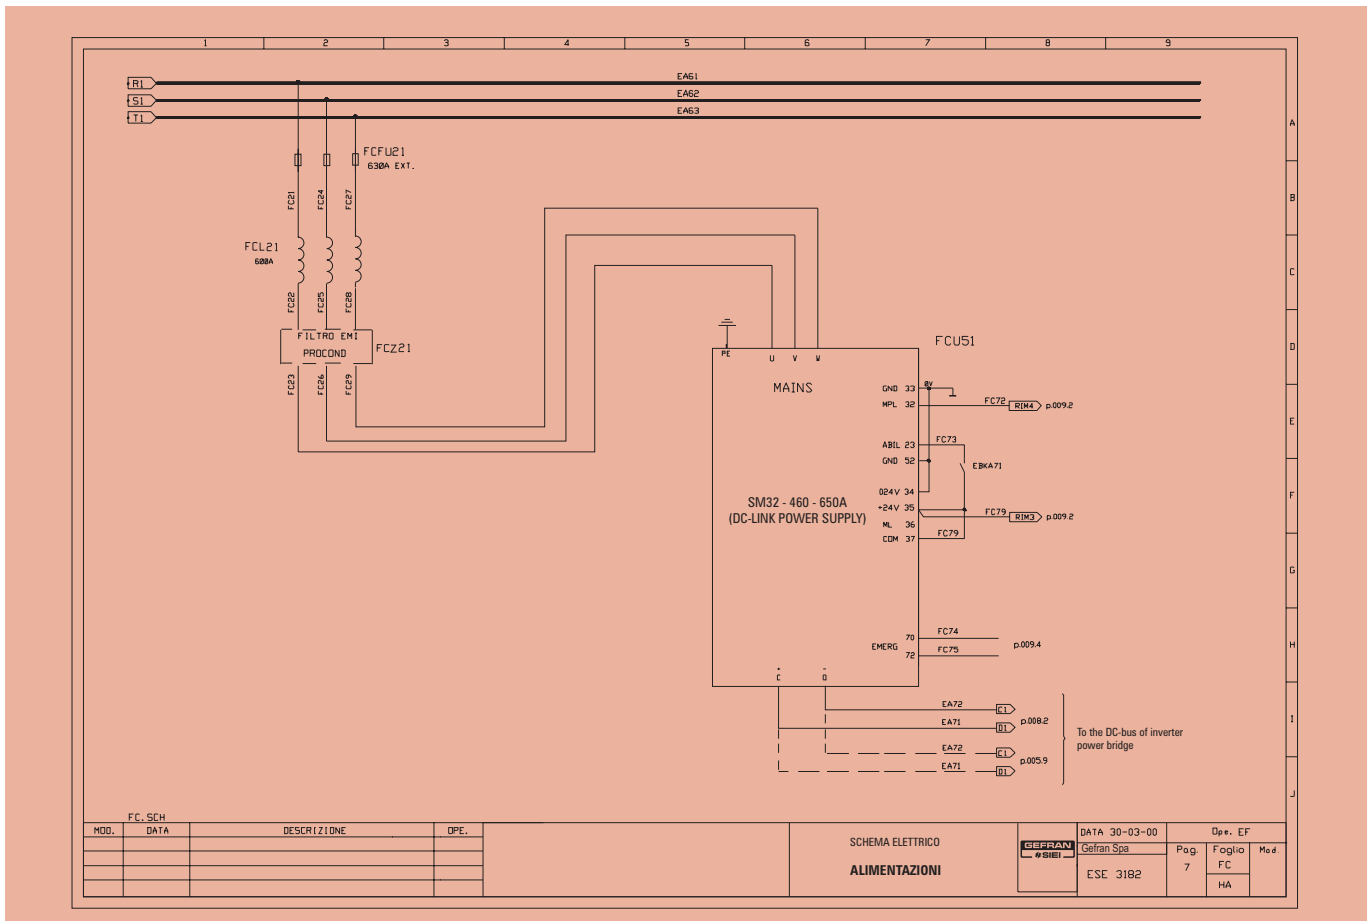 1 2 3 4 5 6 7 8 9
R1 EA61
S1 EA62
T1 EA63
A
B
C
D
E
F
G
H
I
J
FCFU21
630A EXT.
FC21 FC24 FC27
FCL21
600A
FC22 FC25 FC28
FILTRO EMI
PROCOND
FCZ21
FC23 FC26 FC29
FCU51
PE U V W
MAINS
GND 33 0V
MPL 32 FC72 RIM4 p.009.2
ABIL 23 FC73
GND 52 EBKA71
024V 34
+24V 35 FC79 RIM3 p.009.2
ML 36
COM 37 FC79
SM32 - 460 - 650A
(DC-LINK POWER SUPPLY)
EMERG
70 FC74
72 FC75
p.009.4
+ -
C D
EA72 C1
EA71 D1
p.008.2
EA72 C1
EA71 D1
p.005.9
To the DC-bus of inverter
power bridge
FC.SCH
MOD. DATA DESCRIZIONE OPE.
SCHEMA ELETTRICO
ALIMENTAZIONI
GEFRAN
SIEI
DATA 30-03-00
Gefran Spa
ESE 3182
Ope. EF
Pag. Foglio Mod.
7 FC
HA